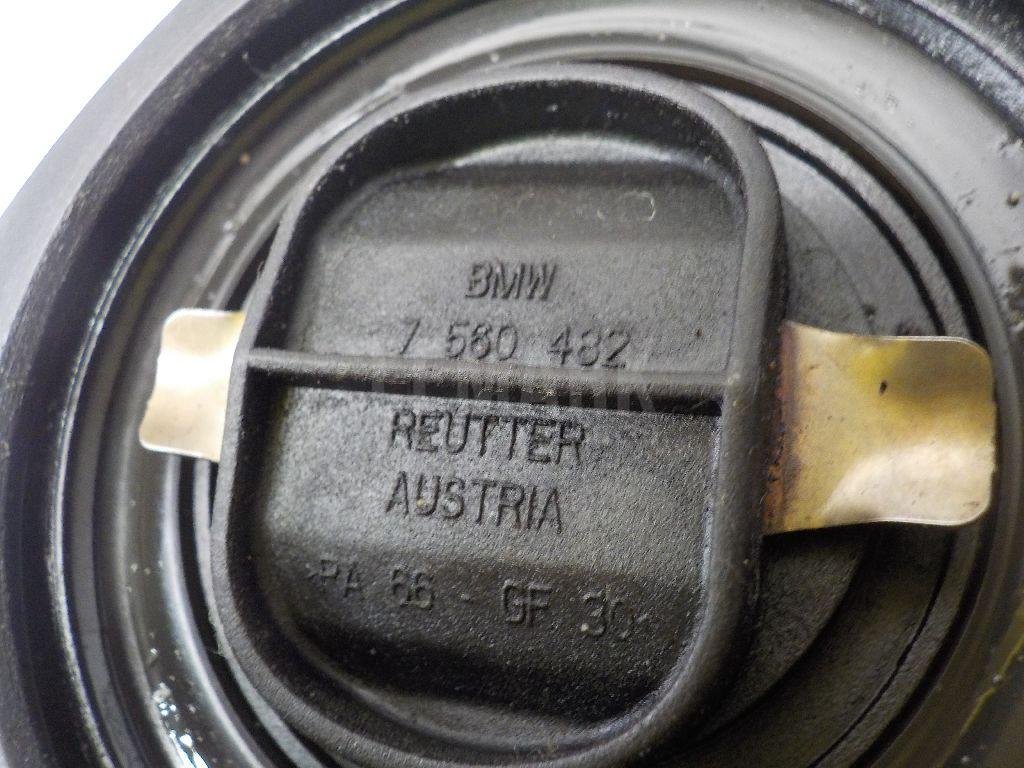 BMW
7 560 482
REUTTER
AUSTRIA
>PA 66 - GF 30<